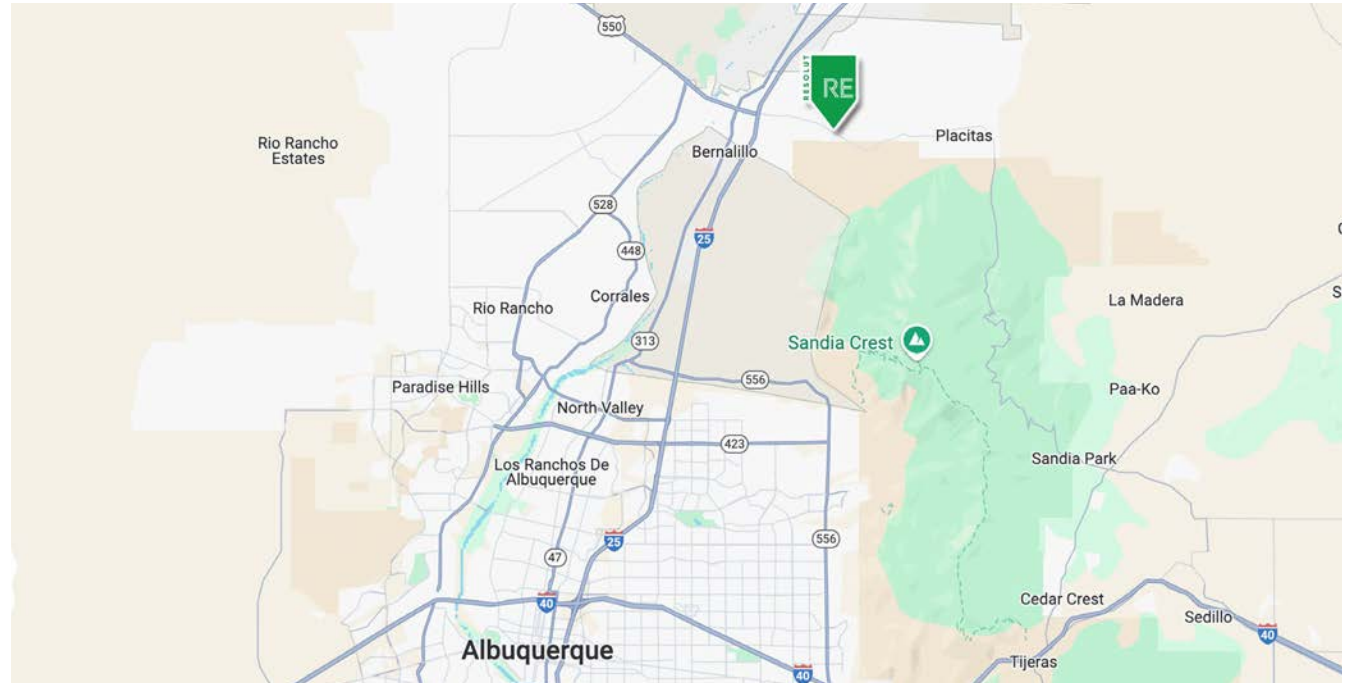 550
RESOLUT
RE
Rio Rancho
Estates
Bernalillo
Placitas
528
25
448
Corrales
La Madera
Rio Rancho
S
313
Sandia Crest
556
Paradise Hills
Paa-Ko
North Valley
423
Los Ranchos De
Albuquerque
Sandia Park
25
556
47
40
Cedar Crest
Sedillo
40
Albuquerque
Tijeras
40